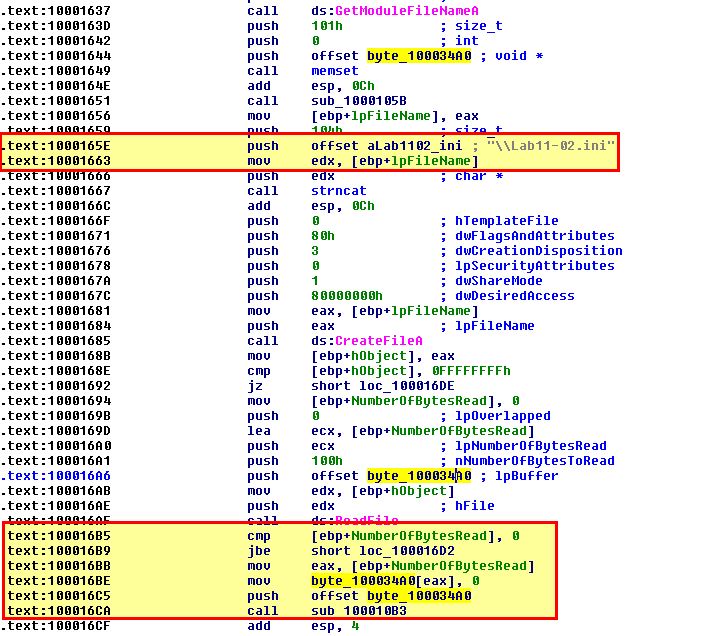 .text:10001637 call ds:GetModuleFileNameA
.text:1000163D push 101h ; size_t
.text:10001642 push 0 ; int
.text:10001644 push offset byte_100034A0 ; void *
.text:10001649 call memset
.text:1000164E add esp, 0Ch
.text:10001651 call sub_1000105B
.text:10001656 mov [ebp+lpFileName], eax
.text:10001659 push 104h ; size_t
.text:1000165E push offset aLab1102_ini ; "\\Lab11-02.ini"
.text:10001663 mov edx, [ebp+lpFileName]
.text:10001666 push edx ; char *
.text:10001667 call strncat
.text:1000166C add esp, 0Ch
.text:1000166F push 0 ; hTemplateFile
.text:10001671 push 80h ; dwFlagsAndAttributes
.text:10001676 push 3 ; dwCreationDisposition
.text:10001678 push 0 ; lpSecurityAttributes
.text:1000167A push 1 ; dwShareMode
.text:1000167C push 80000000h ; dwDesiredAccess
.text:10001681 mov eax, [ebp+lpFileName]
.text:10001684 push eax ; lpFileName
.text:10001685 call ds:CreateFileA
.text:1000168B mov [ebp+hObject], eax
.text:1000168E cmp [ebp+hObject], 0FFFFFFFFh
.text:10001692 jz short loc_100016DE
.text:10001694 mov [ebp+NumberOfBytesRead], 0
.text:1000169B push 0 ; lpOverlapped
.text:1000169D lea ecx, [ebp+NumberOfBytesRead]
.text:100016A0 push ecx ; lpNumberOfBytesRead
.text:100016A1 push 100h ; nNumberOfBytesToRead
.text:100016A6 push offset byte_100034A0 ; lpBuffer
.text:100016AB mov edx, [ebp+hObject]
.text:100016AE push edx ; hFile
.text:100016AF call ds:ReadFile
.text:100016B5 cmp [ebp+NumberOfBytesRead], 0
.text:100016B9 jbe short loc_100016D2
.text:100016BB mov eax, [ebp+NumberOfBytesRead]
.text:100016BE mov byte_100034A0[eax], 0
.text:100016C5 push offset byte_100034A0
.text:100016CA call sub_100010B3
.text:100016CF add esp, 4